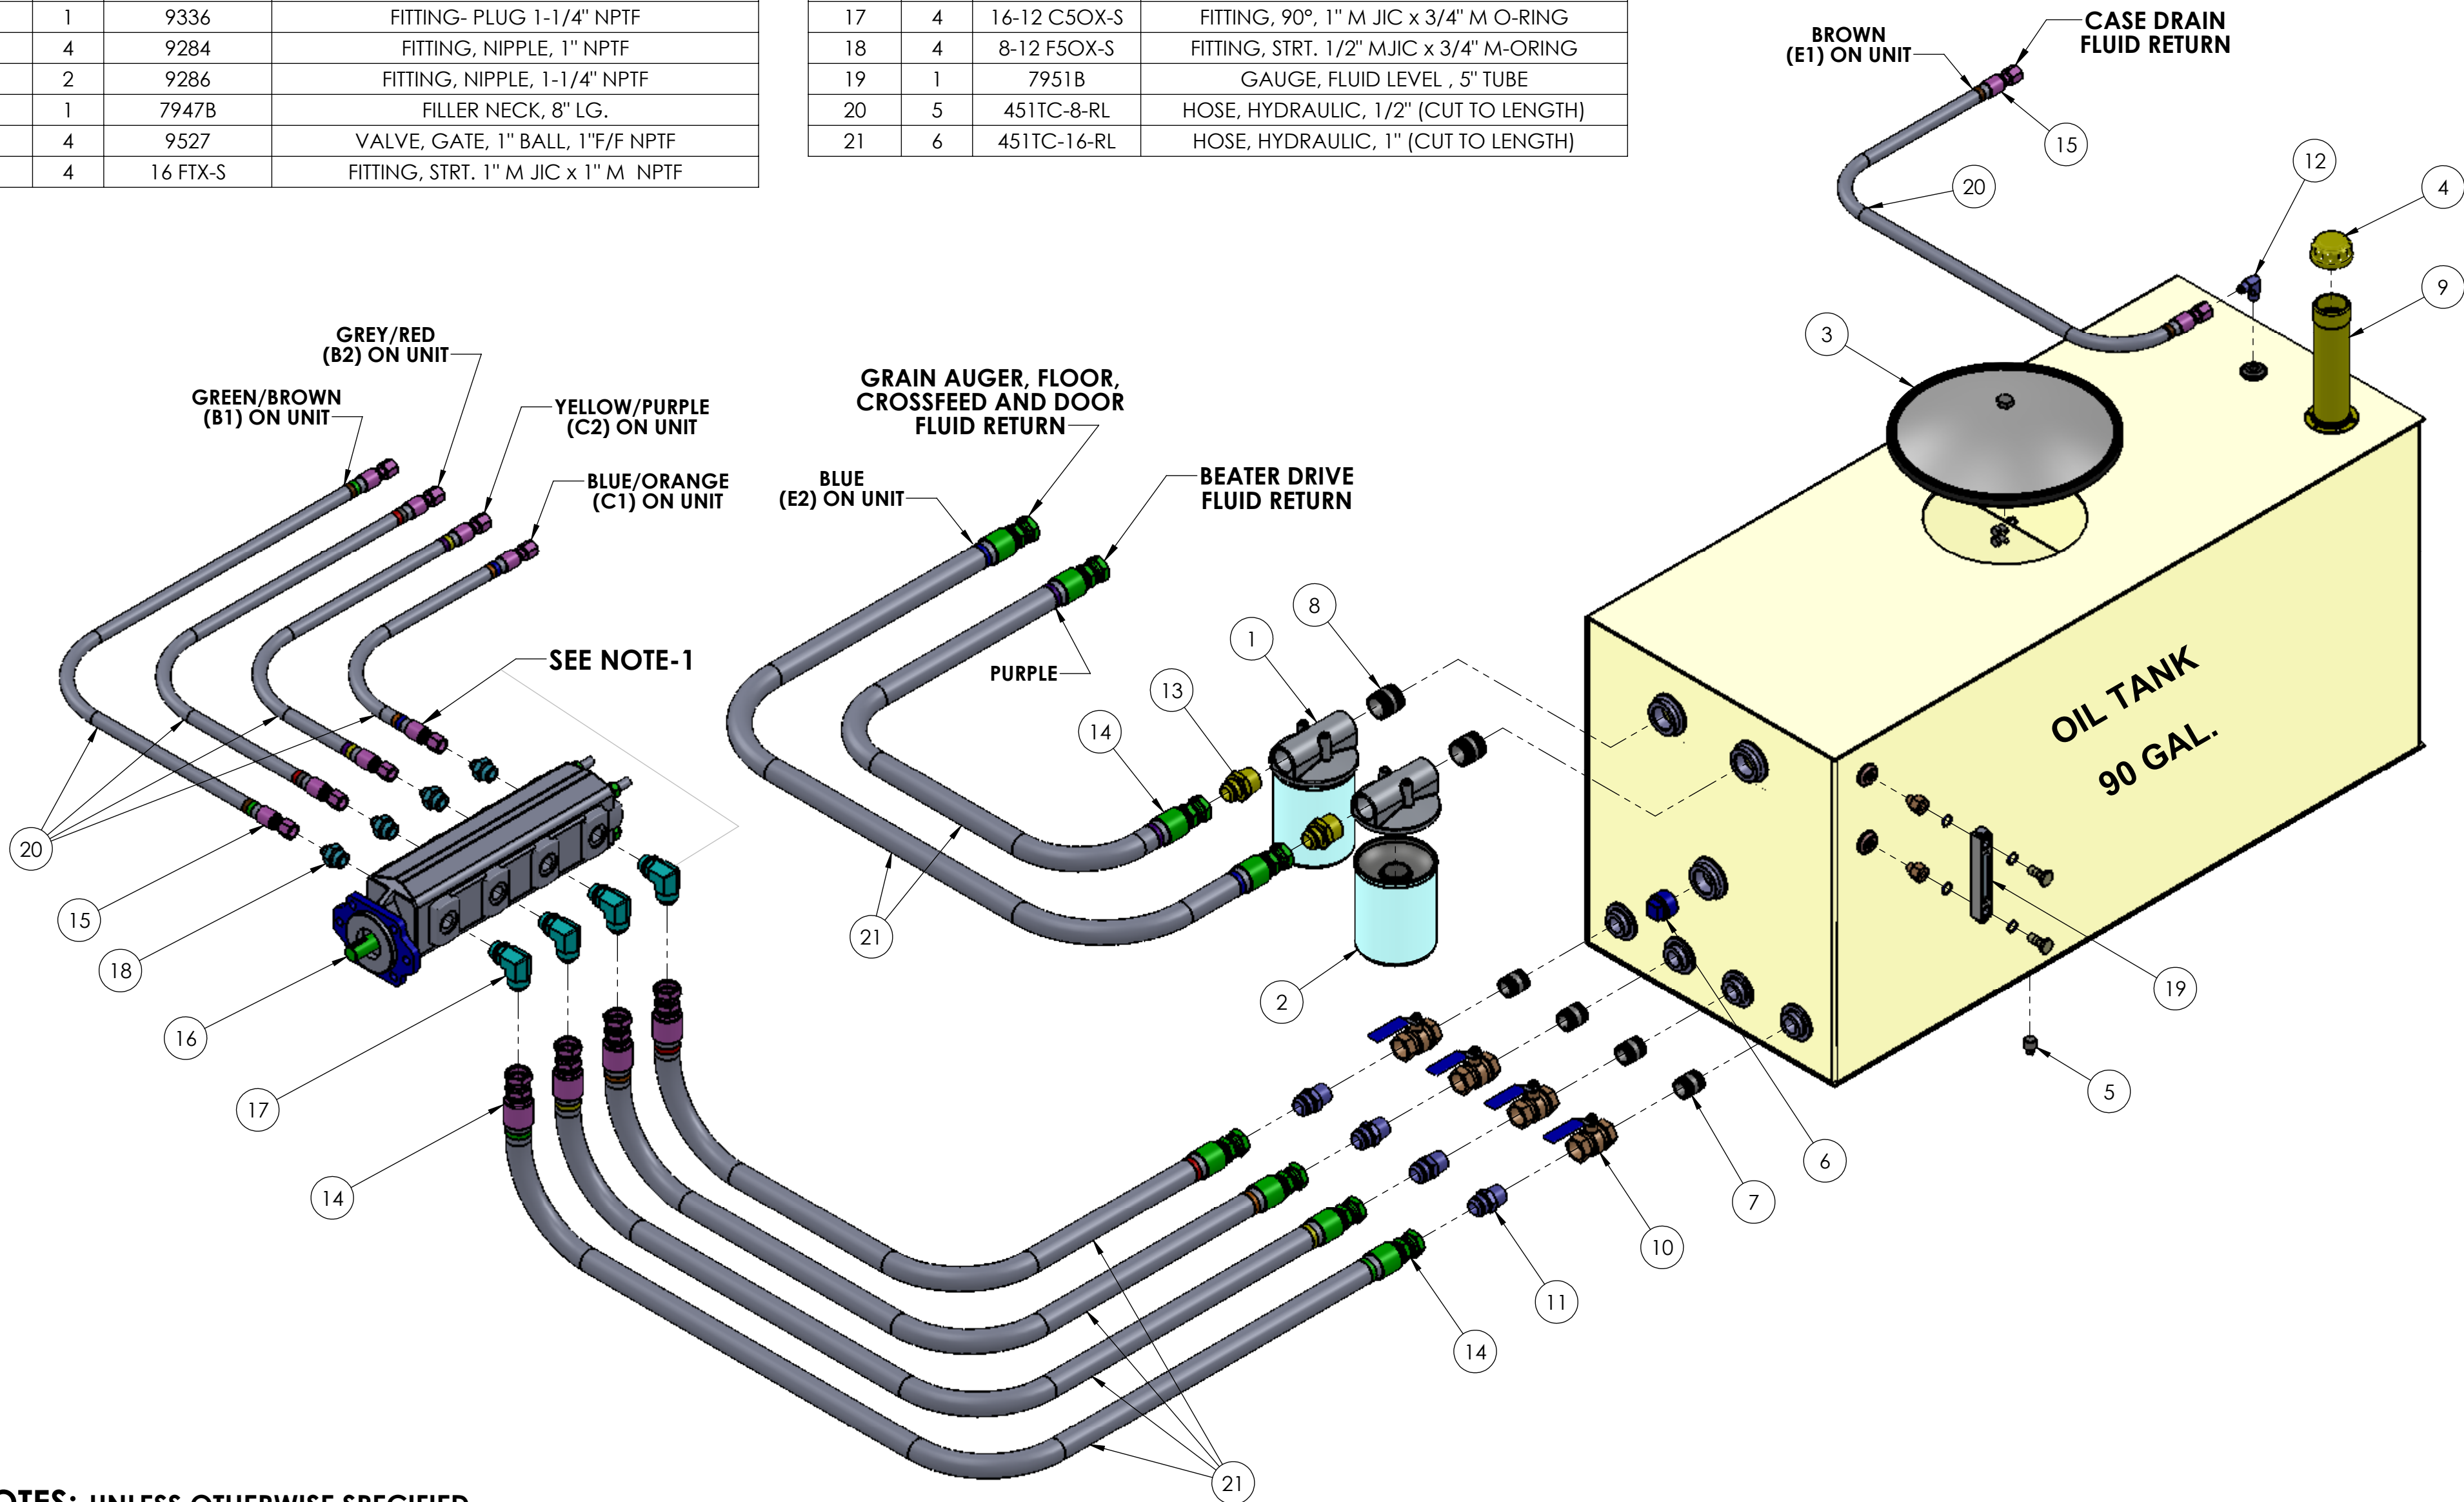 1 9336 FITTING- PLUG 1-1/4" NPTF
4 9284 FITTING, NIPPLE, 1" NPTF
2 9286 FITTING, NIPPLE, 1-1/4" NPTF
1 7947B FILLER NECK, 8" LG.
4 9527 VALVE, GATE, 1" BALL, 1"F/F NPTF
4 16 FTX-S FITTING, STRT. 1" M JIC x 1" M NPTF
17 4 16-12 C5OX-S FITTING, 90°, 1" M JIC x 3/4" M O-RING
18 4 8-12 F5OX-S FITTING, STRT. 1/2" MJIC x 3/4" M-ORING
19 1 7951B GAUGE, FLUID LEVEL , 5" TUBE
20 5 451TC-8-RL HOSE, HYDRAULIC, 1/2" (CUT TO LENGTH)
21 6 451TC-16-RL HOSE, HYDRAULIC, 1" (CUT TO LENGTH)
CASE DRAIN
FLUID RETURN
BROWN
(E1) ON UNIT
15
20
12
4
9
3
GREY/RED
(B2) ON UNIT
GREEN/BROWN
(B1) ON UNIT
YELLOW/PURPLE
(C2) ON UNIT
BLUE/ORANGE
(C1) ON UNIT
GRAIN AUGER, FLOOR,
CROSSFEED AND DOOR
FLUID RETURN
BLUE
(E2) ON UNIT
BEATER DRIVE
FLUID RETURN
PURPLE
SEE NOTE-1
8
1
13
14
OIL TANK
90 GAL.
20
15
18
16
17
14
21
2
19
5
6
7
10
11
14
21
OTES: UNLESS OTHERWISE SPECIFIED